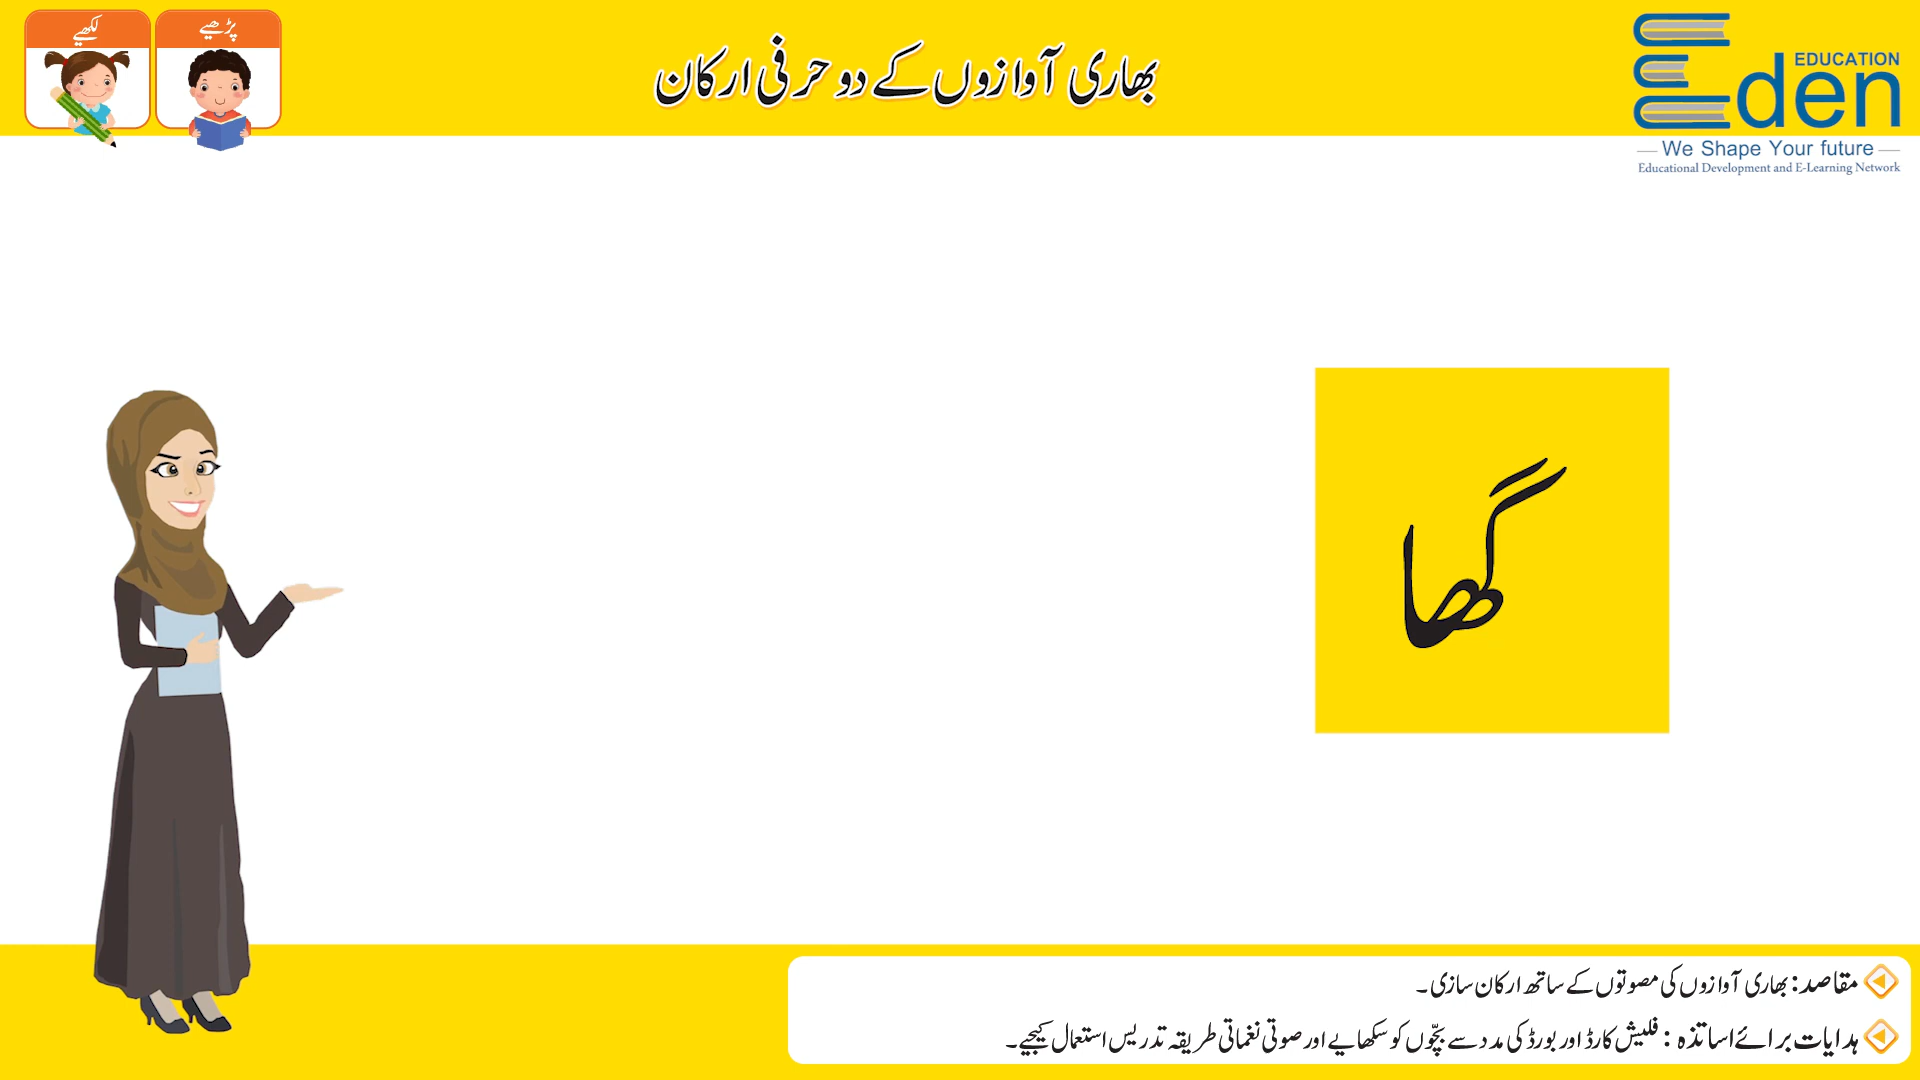 لکھیے
پڑھیے
بھاری آوازوں کے دو حرفی ارکان
EDUCATION
Eden
We Shape Your future
Educational Development and E-Learning Network
گھا
مقاصد: بھاری آوازوں کی مصوتوں کے ساتھ ارکان سازی۔
ہدایات برائے اساتذہ: فلیش کارڈ اور بورڈ کی مدد سے بچّوں کو سکھایے اور صوتی نغماتی طریقہ تدریس استعمال کیجیے۔